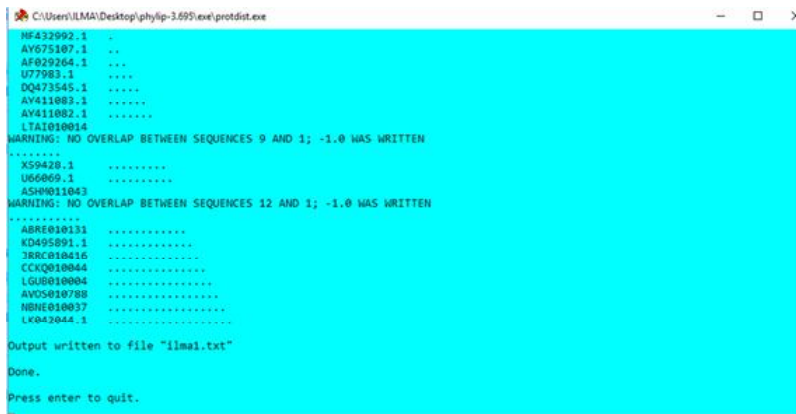 C:\Users\ILMA\Desktop\phylip-3.695\exe\protdist.exe
MF432992.1 .
AY675107.1 ..
AF029264.1 ...
U77983.1 ....
DQ473545.1 .....
AY411083.1 ......
AY411082.1 .......
LTAI010014
WARNING: NO OVERLAP BETWEEN SEQUENCES 9 AND 1; -1.0 WAS WRITTEN
........
X59428.1 .........
U66069.1 ..........
ASHM011043
WARNING: NO OVERLAP BETWEEN SEQUENCES 12 AND 1; -1.0 WAS WRITTEN
...........
ABRE010131 ............
KD495891.1 .............
JRRC010416 ..............
CCKQ010044 ...............
LGUB010004 ................
AVOS010788 .................
NBNE010037 ..................
LK042044.1 ...................
Output written to file "ilma1.txt"
Done.
Press enter to quit.